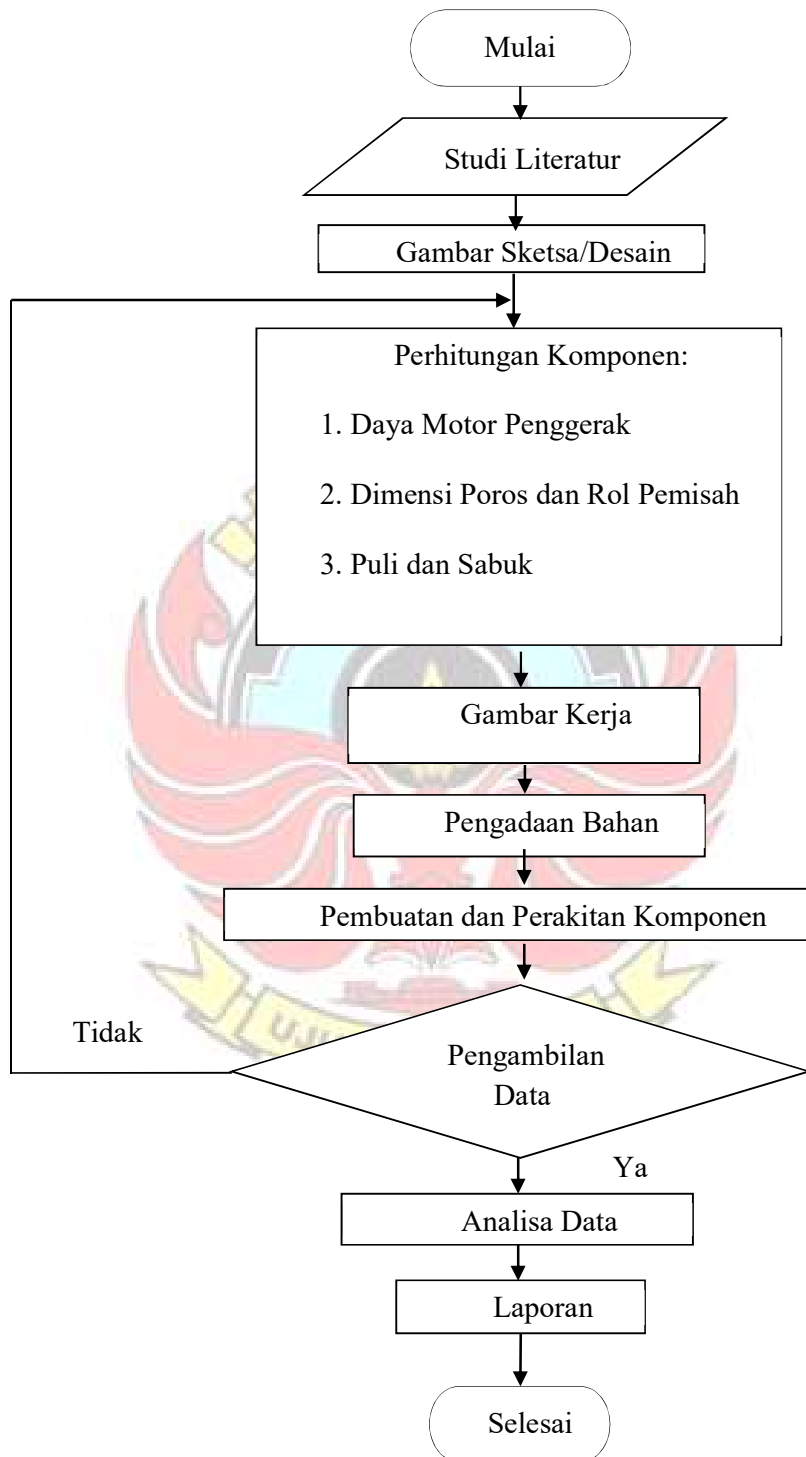 Mulai
Studi Literatur
Gambar Sketsa/Desain
Perhitungan Komponen:
1. Daya Motor Penggerak
2. Dimensi Poros dan Rol Pemisah
3. Puli dan Sabuk
Gambar Kerja
Pengadaan Bahan
Pembuatan dan Perakitan Komponen
Tidak
Pengambilan
Data
Ya
Analisa Data
Laporan
Selesai